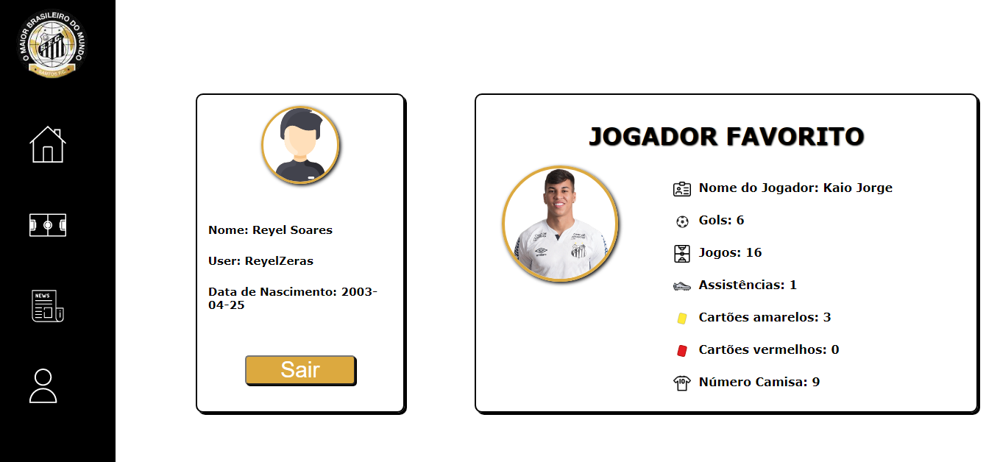 O MAIOR BRASILEIRO DO MUNDO
SANTOS F.C.
NEWS
Nome: Reyel Soares
User: ReyelZeras
Data de Nascimento: 2003-
04-25
Sair
JOGADOR FAVORITO
Nome do Jogador: Kaio Jorge
Gols: 6
Jogos: 16
Assistências: 1
Cartões amarelos: 3
Cartões vermelhos: 0
10
Número Camisa: 9